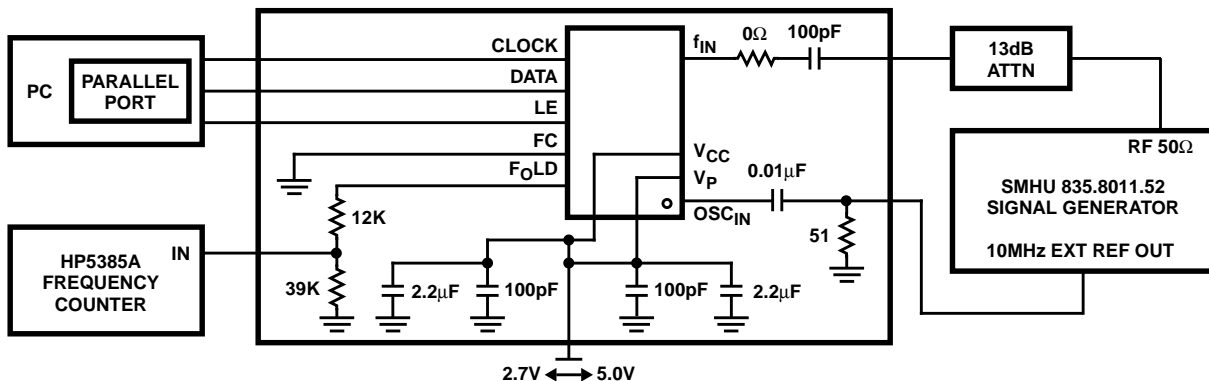 PC
PARALLEL
PORT
CLOCK
DATA
LE
FC
FOLD
12K
39K
HP5385A
FREQUENCY
COUNTER
IN
2.2μF
100pF
100pF
2.2μF
2.7V
5.0V
fIN
0Ω
100pF
VCC
VP
OSCIN
0.01μF
51
13dB
ATTN
RF 50Ω
SMHU 835.8011.52
SIGNAL GENERATOR
10MHz EXT REF OUT